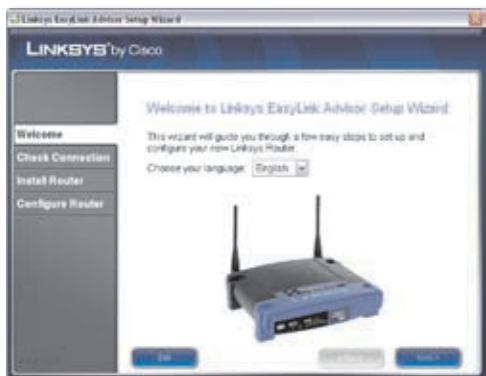 Linksys EasyLink Advisor Setup Wizard
LINKSYS by Cisco
Welcome to Linksys EasyLink Advisor Setup Wizard
Welcome
Check Connection
Install Router
Configure Router
This wizard will guide you through a few easy steps to set up and
configure your new Linksys Router.
Choose your language: English
Exit
Next